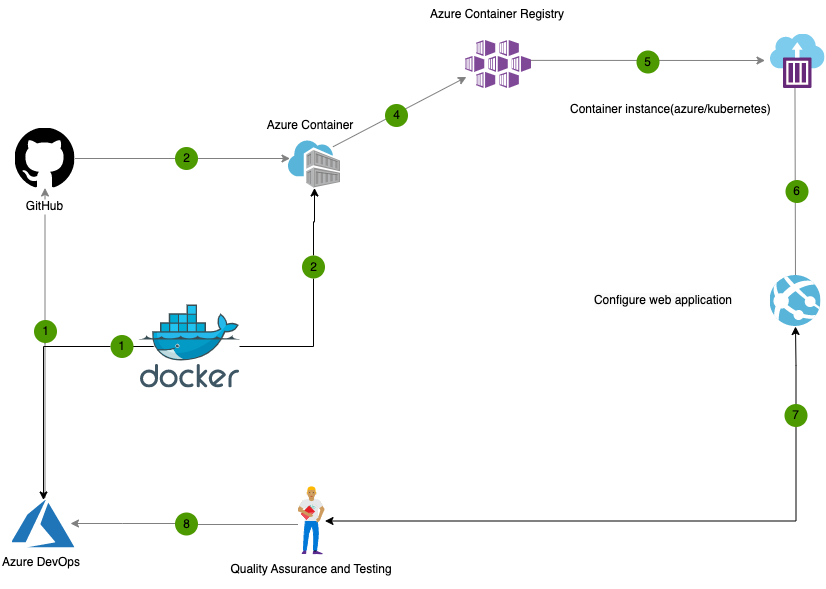 Azure Container Registry
5
Container instance(azure/kubernetes)
4
Azure Container
2
GitHub
6
2
Configure web application
1
1
docker
7
8
Azure DevOps
Quality Assurance and Testing